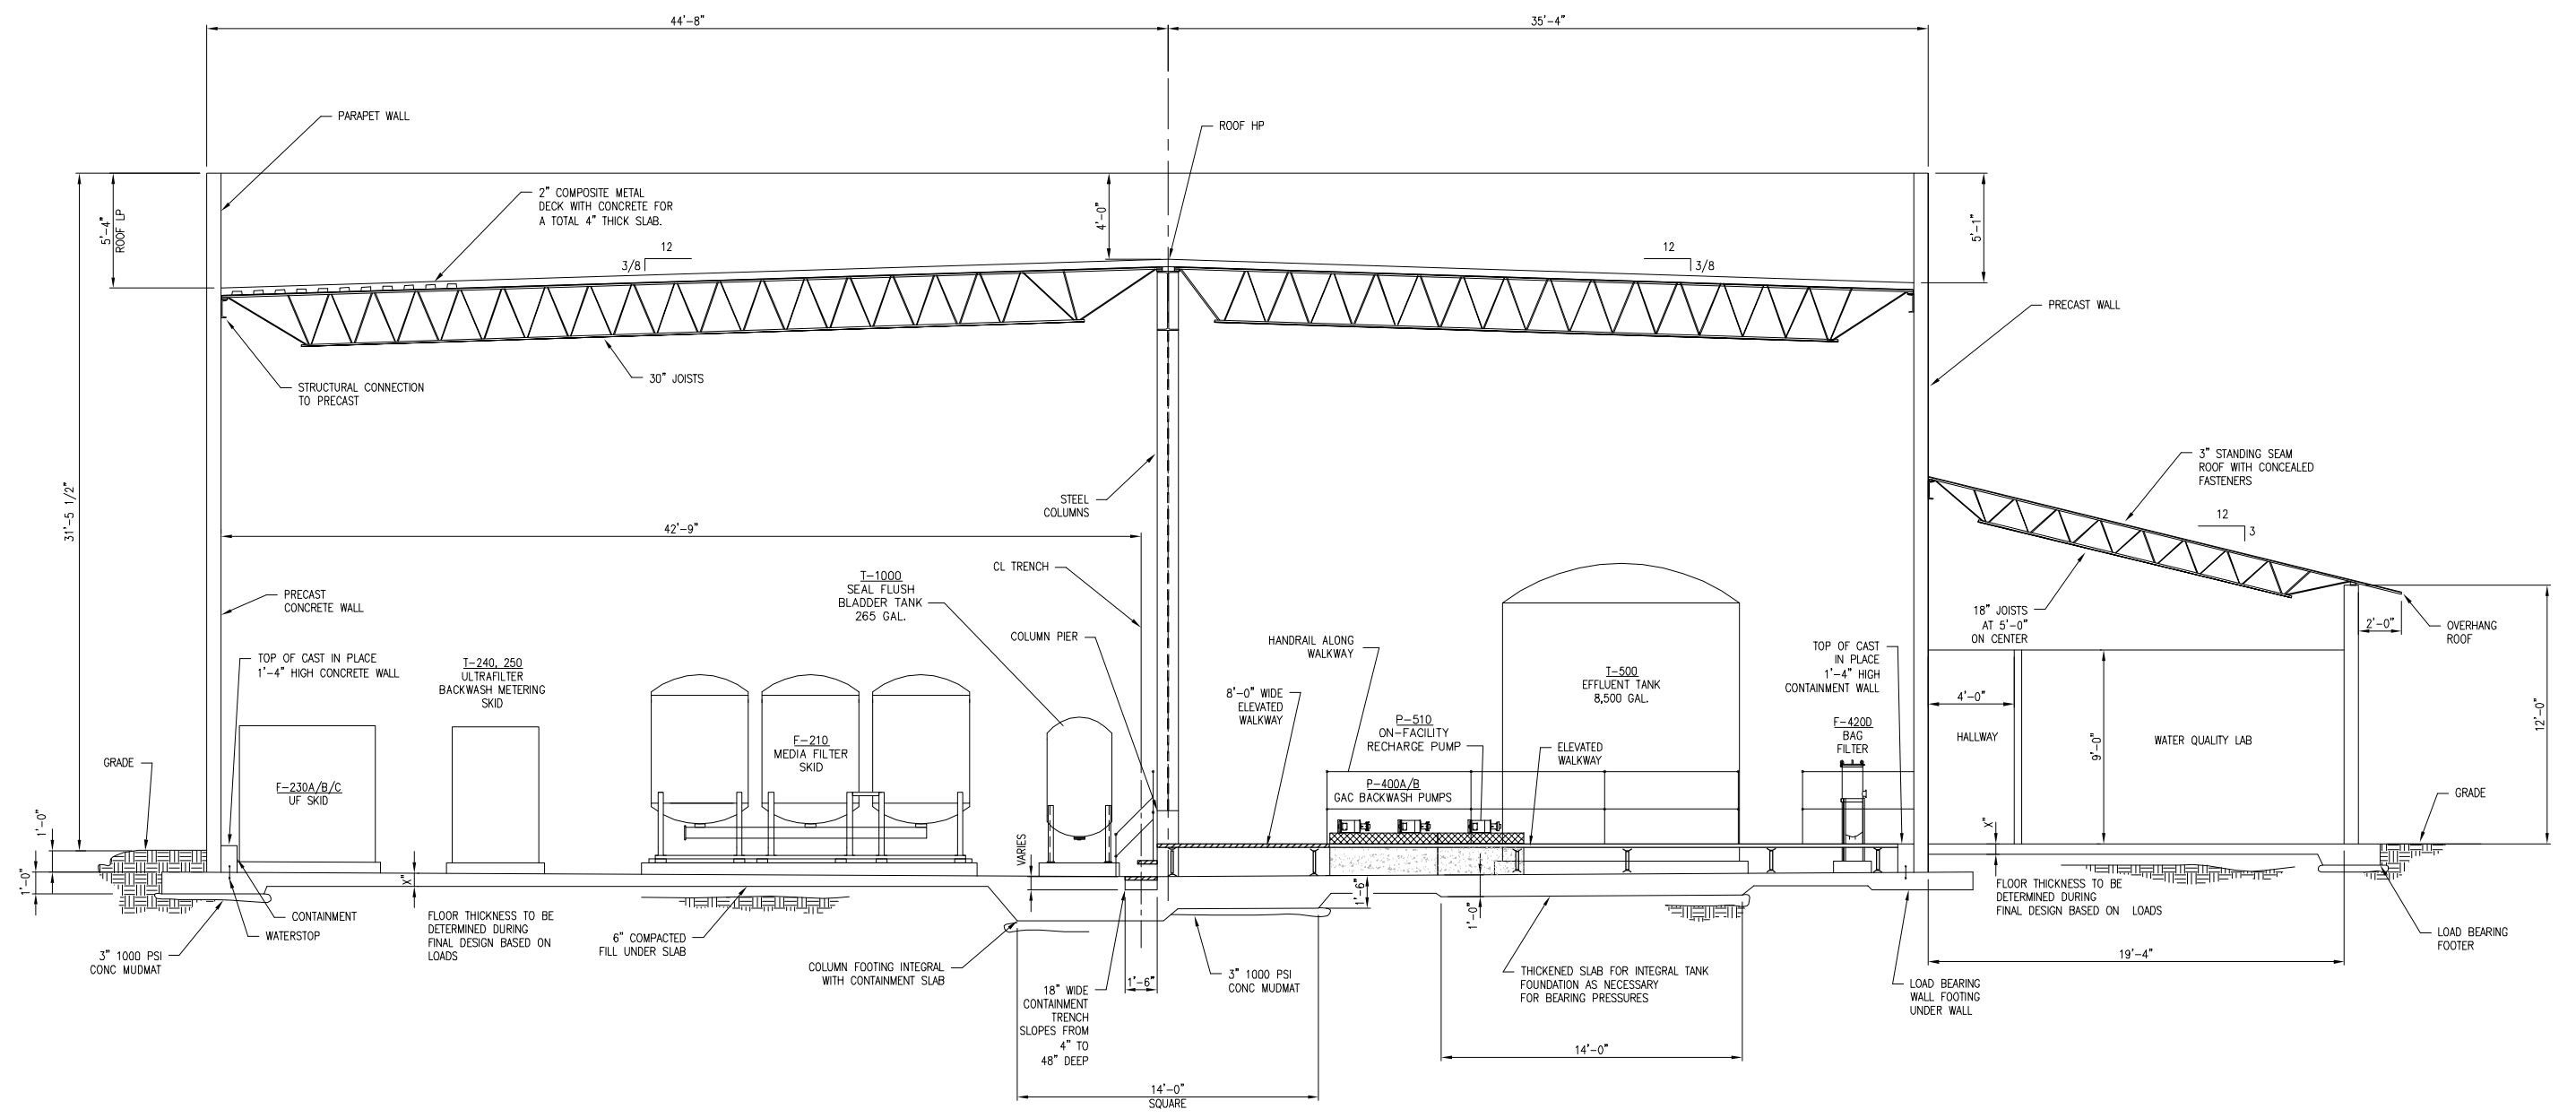 44'-8"
35'-4"
PARAPET WALL
ROOF HP
2" COMPOSITE METAL
DECK WITH CONCRETE FOR
A TOTAL 4" THICK SLAB.
5'-4"
ROOF LP
4'-0"
5'-1"
12
3/8
12
3/8
PRECAST WALL
30" JOISTS
STRUCTURAL CONNECTION
TO PRECAST
31'-5 1/2"
STEEL
COLUMNS
3" STANDING SEAM
ROOF WITH CONCEALED
FASTENERS
12
3
42'-9"
CL TRENCH
T-1000
SEAL FLUSH
BLADDER TANK
265 GAL.
PRECAST
CONCRETE WALL
COLUMN PIER
HANDRAIL ALONG
WALKWAY
18" JOISTS
AT 5'-0"
ON CENTER
2'-0"
OVERHANG
ROOF
TOP OF CAST IN PLACE
1'-4" HIGH CONCRETE WALL
T-240, 250
ULTRAFILTER
BACKWASH METERING
SKID
T-500
EFFLUENT TANK
8,500 GAL.
TOP OF CAST
IN PLACE
1'-4" HIGH
CONTAINMENT WALL
8'-0" WIDE
ELEVATED
WALKWAY
4'-0"
12'-0"
P-510
ON-FACILITY
RECHARGE PUMP
ELEVATED
WALKWAY
F-420D
BAG
FILTER
HALLWAY
9'-0"
WATER QUALITY LAB
F-210
MEDIA FILTER
SKID
GRADE
F-230A/B/C
UF SKID
P-400A/B
GAC BACKWASH PUMPS
GRADE
1'-0"
1'-0"
X"
VARIES
1'-6"
1'-0"
X"
CONTAINMENT
WATERSTOP
FLOOR THICKNESS TO BE
DETERMINED DURING
FINAL DESIGN BASED ON
LOADS
6" COMPACTED
FILL UNDER SLAB
3" 1000 PSI
CONC MUDMAT
COLUMN FOOTING INTEGRAL
WITH CONTAINMENT SLAB
1'-6"
3" 1000 PSI
CONC MUDMAT
18" WIDE
CONTAINMENT
TRENCH
SLOPES FROM
4" TO
48" DEEP
THICKENED SLAB FOR INTEGRAL TANK
FOUNDATION AS NECESSARY
FOR BEARING PRESSURES
LOAD BEARING
WALL FOOTING
UNDER WALL
FLOOR THICKNESS TO BE
DETERMINED DURING
FINAL DESIGN BASED ON LOADS
LOAD BEARING
FOOTER
19'-4"
14'-0"
14'-0"
SQUARE